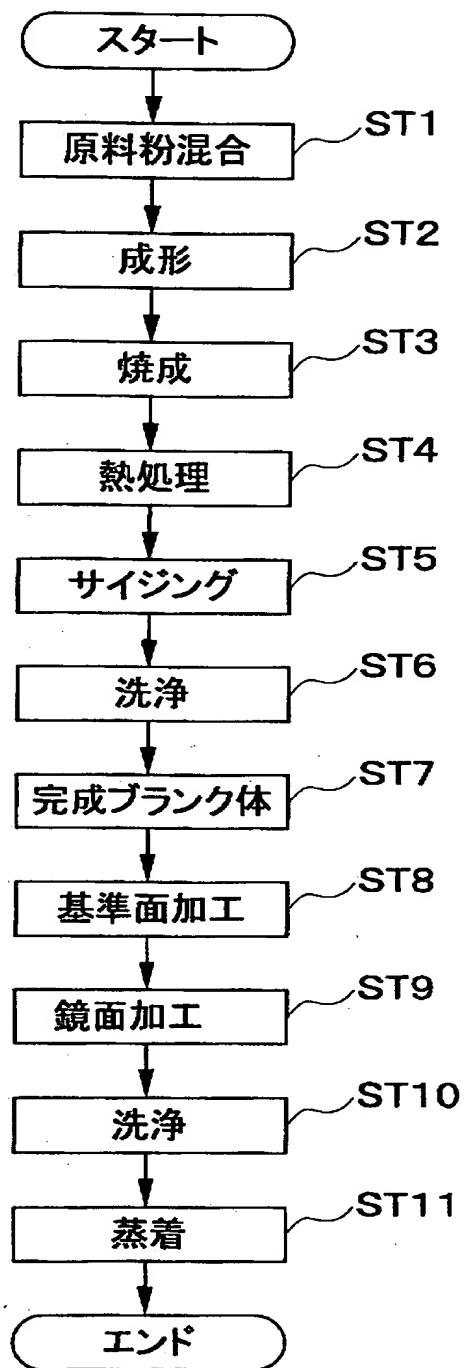 スタート
原料粉混合 ST1
成形 ST2
焼成 ST3
熱処理 ST4
サイジング ST5
洗浄 ST6
完成ブランク体 ST7
基準面加工 ST8
鏡面加工 ST9
洗浄 ST10
蒸着 ST11
エンド